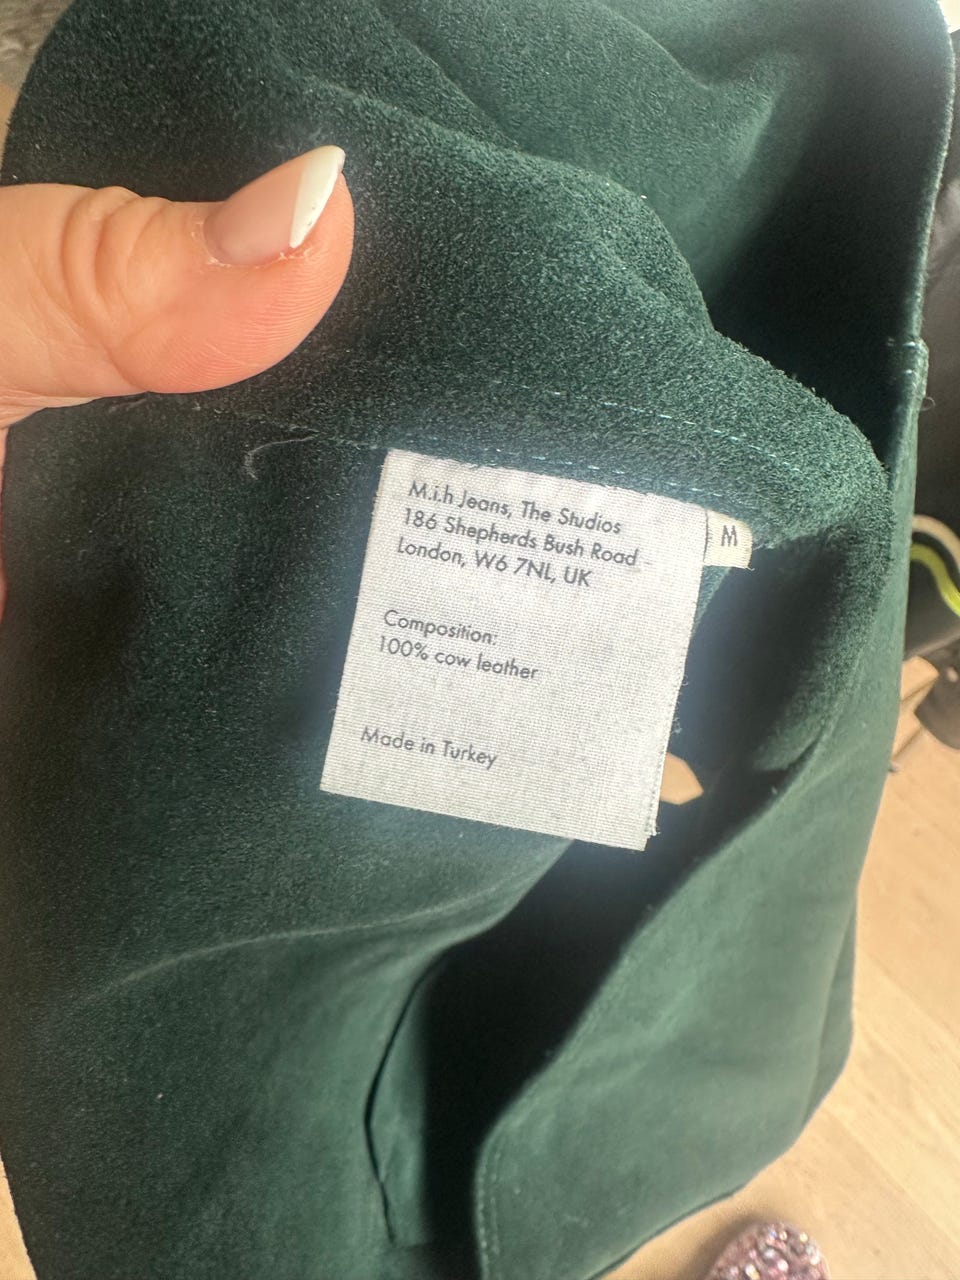 M.i.h Jeans, The Studios
186 Shepherds Bush Road
London, W6 7NL, UK
Composition:
100% cow leather
Made in Turkey
M